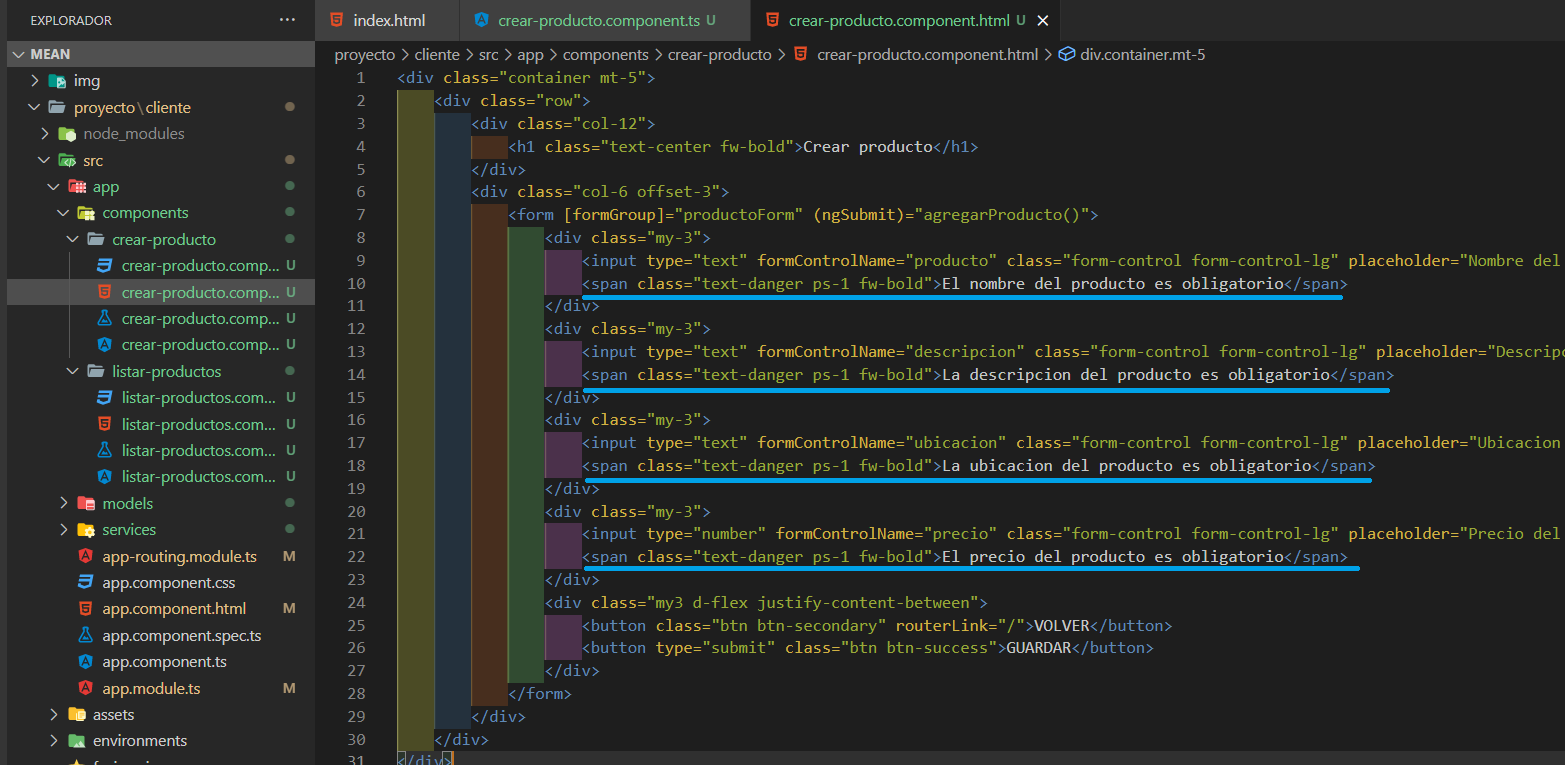 EXPLORADOR ···
MEAN
img
proyecto\cliente
node_modules
src
app
components
crear-producto
crear-producto.comp... U
crear-producto.comp... U
crear-producto.comp... U
crear-producto.comp... U
listar-productos
listar-productos.com... U
listar-productos.com... U
listar-productos.com... U
listar-productos.com... U
models
services
app-routing.module.ts M
app.component.css
app.component.html M
app.component.spec.ts
app.component.ts
app.module.ts M
assets
environments
index.html crear-producto.component.ts U crear-producto.component.html U
proyecto > cliente > src > app > components > crear-producto > crear-producto.component.html > div.container.mt-5
1 <div class="container mt-5">
2 <div class="row">
3 <div class="col-12">
4 <h1 class="text-center fw-bold">Crear producto</h1>
5 </div>
6 <div class="col-6 offset-3">
7 <form [formGroup]="productoForm" (ngSubmit)="agregarProducto()">
8 <div class="my-3">
9 <input type="text" formControlName="producto" class="form-control form-control-lg" placeholder="Nombre del
10 <span class="text-danger ps-1 fw-bold">El nombre del producto es obligatorio</span>
11 </div>
12 <div class="my-3">
13 <input type="text" formControlName="descripcion" class="form-control form-control-lg" placeholder="Descripc
14 <span class="text-danger ps-1 fw-bold">La descripcion del producto es obligatorio</span>
15 </div>
16 <div class="my-3">
17 <input type="text" formControlName="ubicacion" class="form-control form-control-lg" placeholder="Ubicacion
18 <span class="text-danger ps-1 fw-bold">La ubicacion del producto es obligatorio</span>
19 </div>
20 <div class="my-3">
21 <input type="number" formControlName="precio" class="form-control form-control-lg" placeholder="Precio del
22 <span class="text-danger ps-1 fw-bold">El precio del producto es obligatorio</span>
23 </div>
24 <div class="my3 d-flex justify-content-between">
25 <button class="btn btn-secondary" routerLink="/">VOLVER</button>
26 <button type="submit" class="btn btn-success">GUARDAR</button>
27 </div>
28 </form>
29 </div>
30 </div>
31 </div>